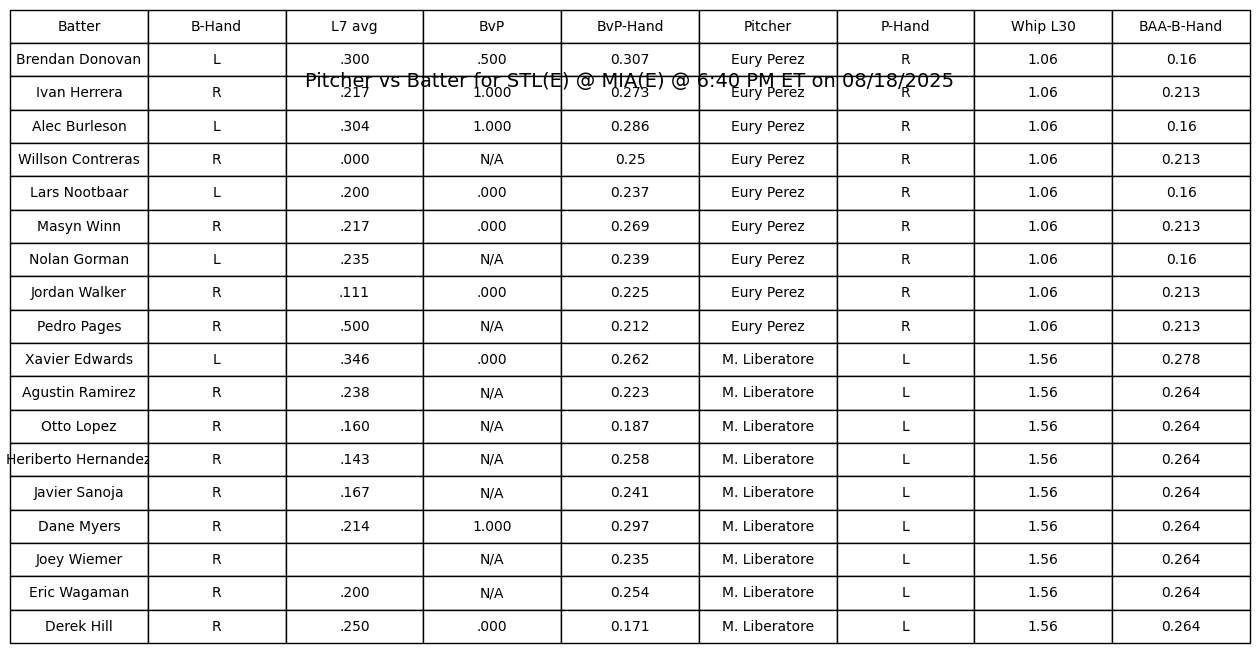 Batter B-Hand L7 avg BvP BvP-Hand Pitcher P-Hand Whip L30 BAA-B-Hand
Brendan Donovan L .300 .500 0.307 Eury Perez R 1.06 0.16
Pitcher vs Batter for STL(E) @ MIA(E) @ 6:40 PM ET on 08/18/2025
Ivan Herrera R .217 1.000 0.273 Eury Perez R 1.06 0.213
Alec Burleson L .304 1.000 0.286 Eury Perez R 1.06 0.16
Willson Contreras R .000 N/A 0.25 Eury Perez R 1.06 0.213
Lars Nootbaar L .200 .000 0.237 Eury Perez R 1.06 0.16
Masyn Winn R .217 .000 0.269 Eury Perez R 1.06 0.213
Nolan Gorman L .235 N/A 0.239 Eury Perez R 1.06 0.16
Jordan Walker R .111 .000 0.225 Eury Perez R 1.06 0.213
Pedro Pages R .500 N/A 0.212 Eury Perez R 1.06 0.213
Xavier Edwards L .346 .000 0.262 M. Liberatore L 1.56 0.278
Agustin Ramirez R .238 N/A 0.223 M. Liberatore L 1.56 0.264
Otto Lopez R .160 N/A 0.187 M. Liberatore L 1.56 0.264
Heriberto Hernandez R .143 N/A 0.258 M. Liberatore L 1.56 0.264
Javier Sanoja R .167 N/A 0.241 M. Liberatore L 1.56 0.264
Dane Myers R .214 1.000 0.297 M. Liberatore L 1.56 0.264
Joey Wiemer R N/A 0.235 M. Liberatore L 1.56 0.264
Eric Wagaman R .200 N/A 0.254 M. Liberatore L 1.56 0.264
Derek Hill R .250 .000 0.171 M. Liberatore L 1.56 0.264